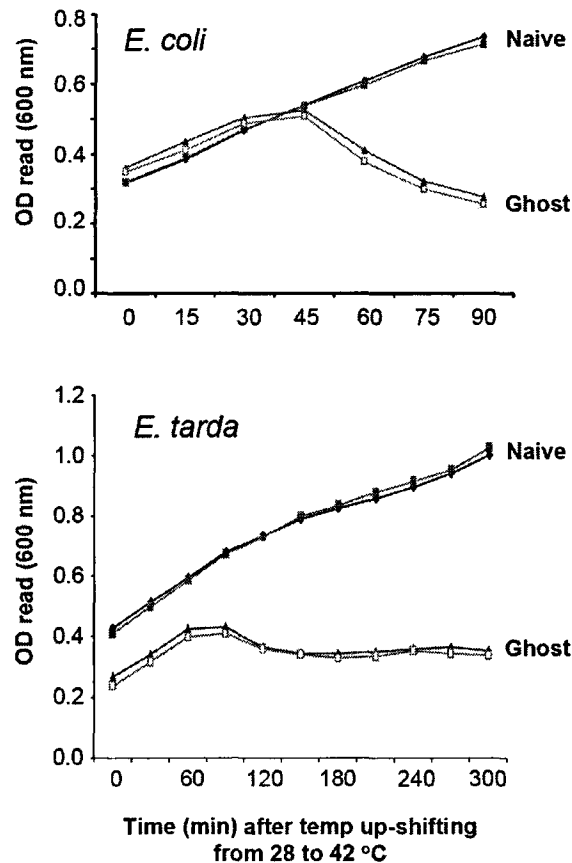 E. coli
OD read (600 nm)
0.8
0.6
0.4
0.2
0.0
Naive
Ghost
0 15 30 45 60 75 90
E. tarda
OD read (600 nm)
1.2
1.0
0.8
0.6
0.4
0.2
0.0
Naive
Ghost
0 60 120 180 240 300
Time (min) after temp up-shifting
from 28 to 42 °C